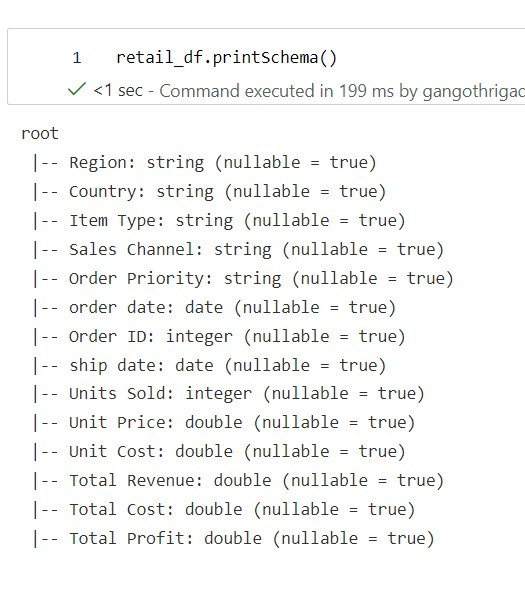 1 retail_df.printSchema()
<1 sec - Command executed in 199 ms by gangothrigad
root
|-- Region: string (nullable = true)
|-- Country: string (nullable = true)
|-- Item Type: string (nullable = true)
|-- Sales Channel: string (nullable = true)
|-- Order Priority: string (nullable = true)
|-- order date: date (nullable = true)
|-- Order ID: integer (nullable = true)
|-- ship date: date (nullable = true)
|-- Units Sold: integer (nullable = true)
|-- Unit Price: double (nullable = true)
|-- Unit Cost: double (nullable = true)
|-- Total Revenue: double (nullable = true)
|-- Total Cost: double (nullable = true)
|-- Total Profit: double (nullable = true)